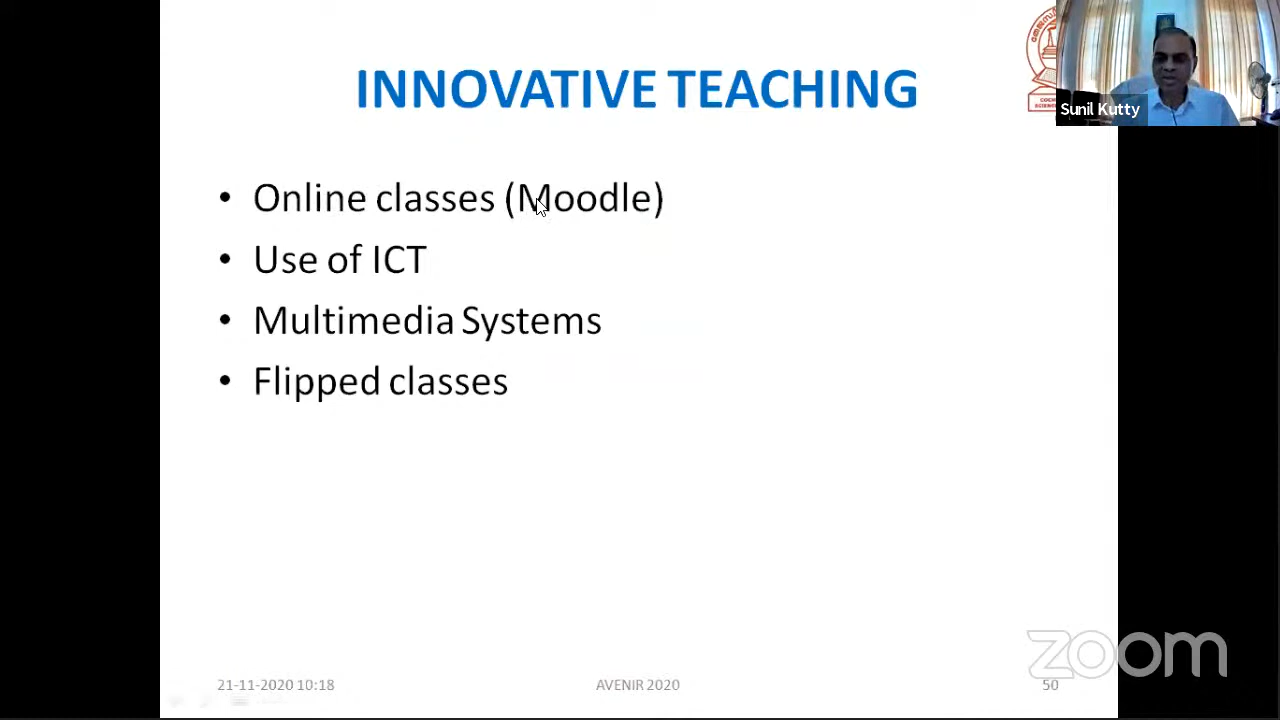 INNOVATIVE TEACHING
Sunil Kutty
• Online classes (Moodle)
• Use of ICT
• Multimedia Systems
• Flipped classes
zoom
21-11-2020 10:18
AVENIR 2020
50